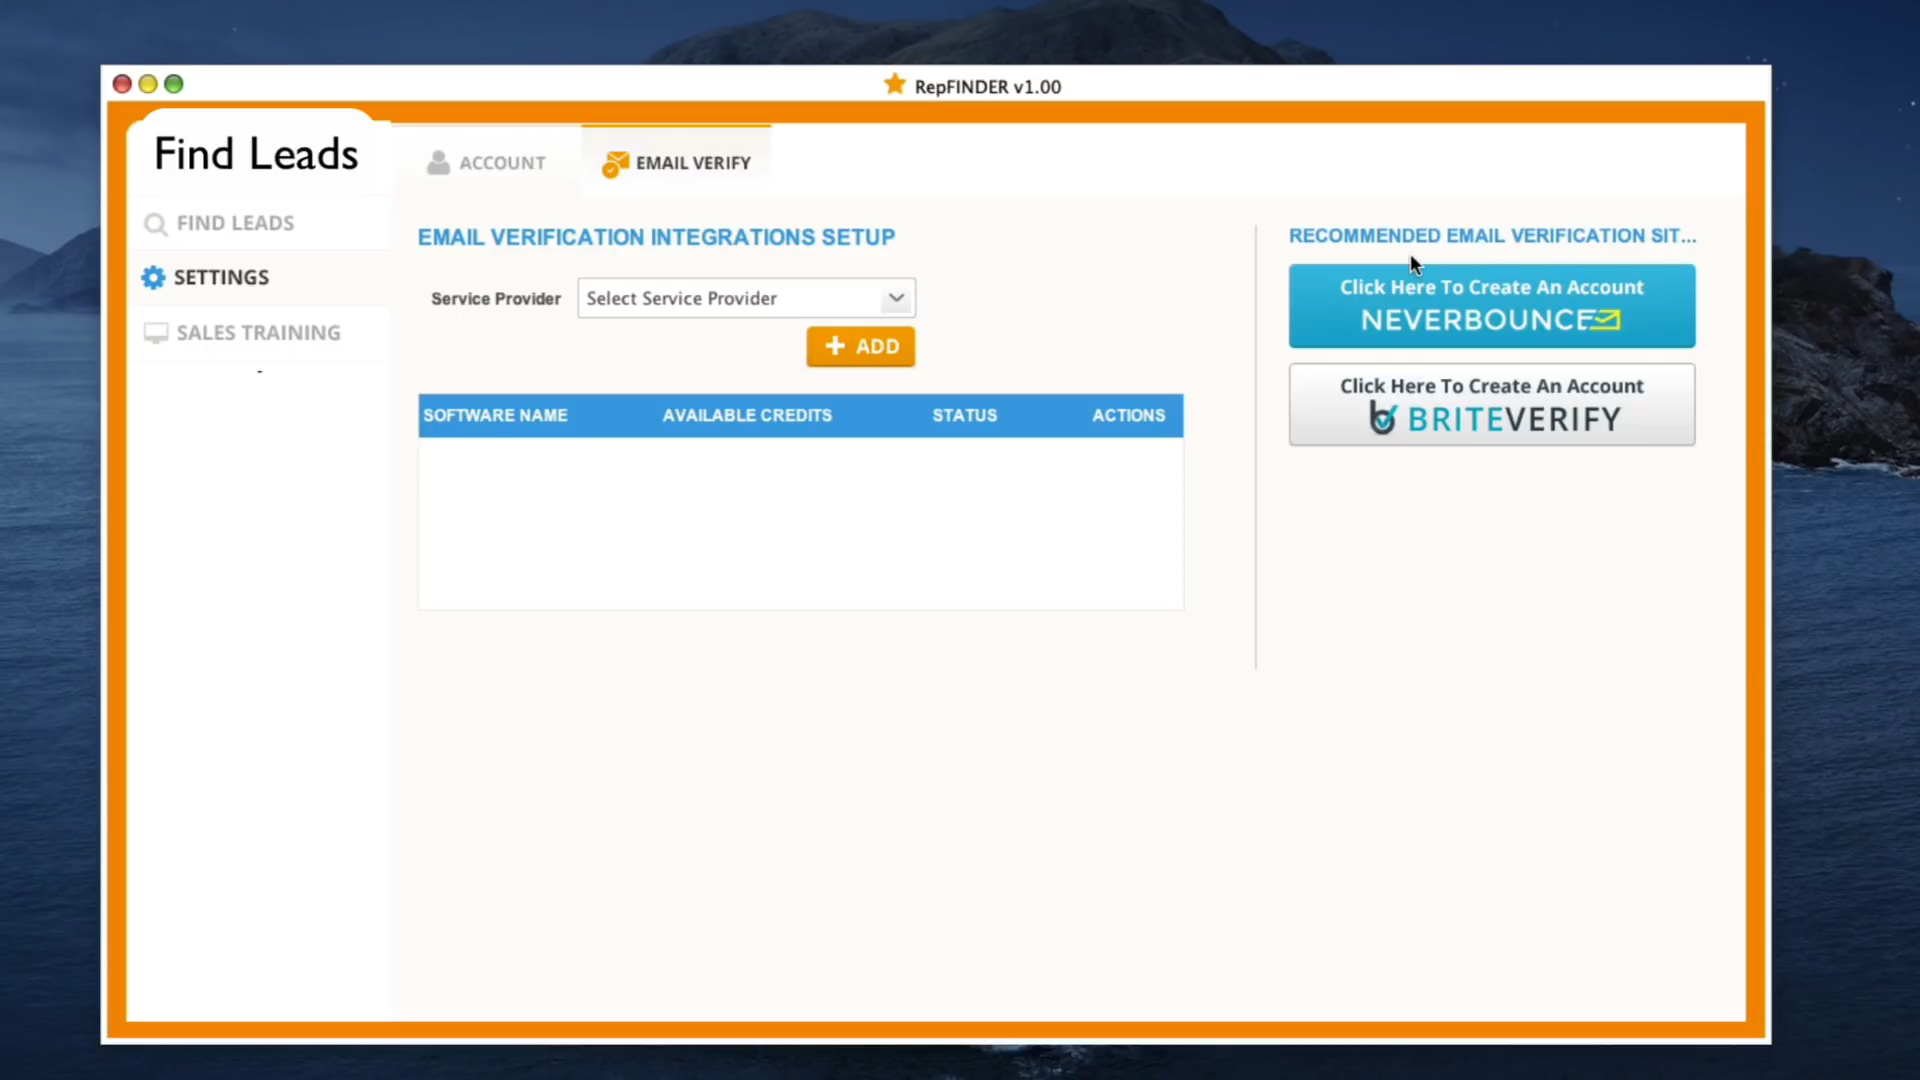 RepFINDER v1.00
Find Leads
ACCOUNT
EMAIL VERIFY
FIND LEADS
SETTINGS
SALES TRAINING
-
EMAIL VERIFICATION INTEGRATIONS SETUP
Service Provider
Select Service Provider
+ ADD
SOFTWARE NAME AVAILABLE CREDITS STATUS ACTIONS
RECOMMENDED EMAIL VERIFICATION SIT...
Click Here To Create An Account
NEVERBOUNCE
Click Here To Create An Account
BRITEVERIFY